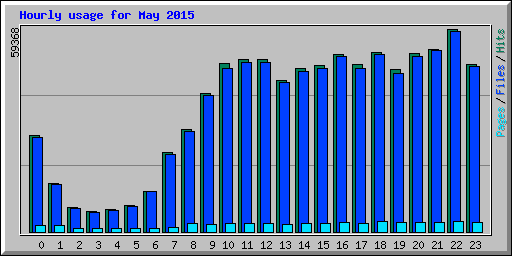 Hourly usage for May 2015
59368
Pages/Files/Hits
0 1 2 3 4 5 6 7 8 9 10 11 12 13 14 15 16 17 18 19 20 21 22 23